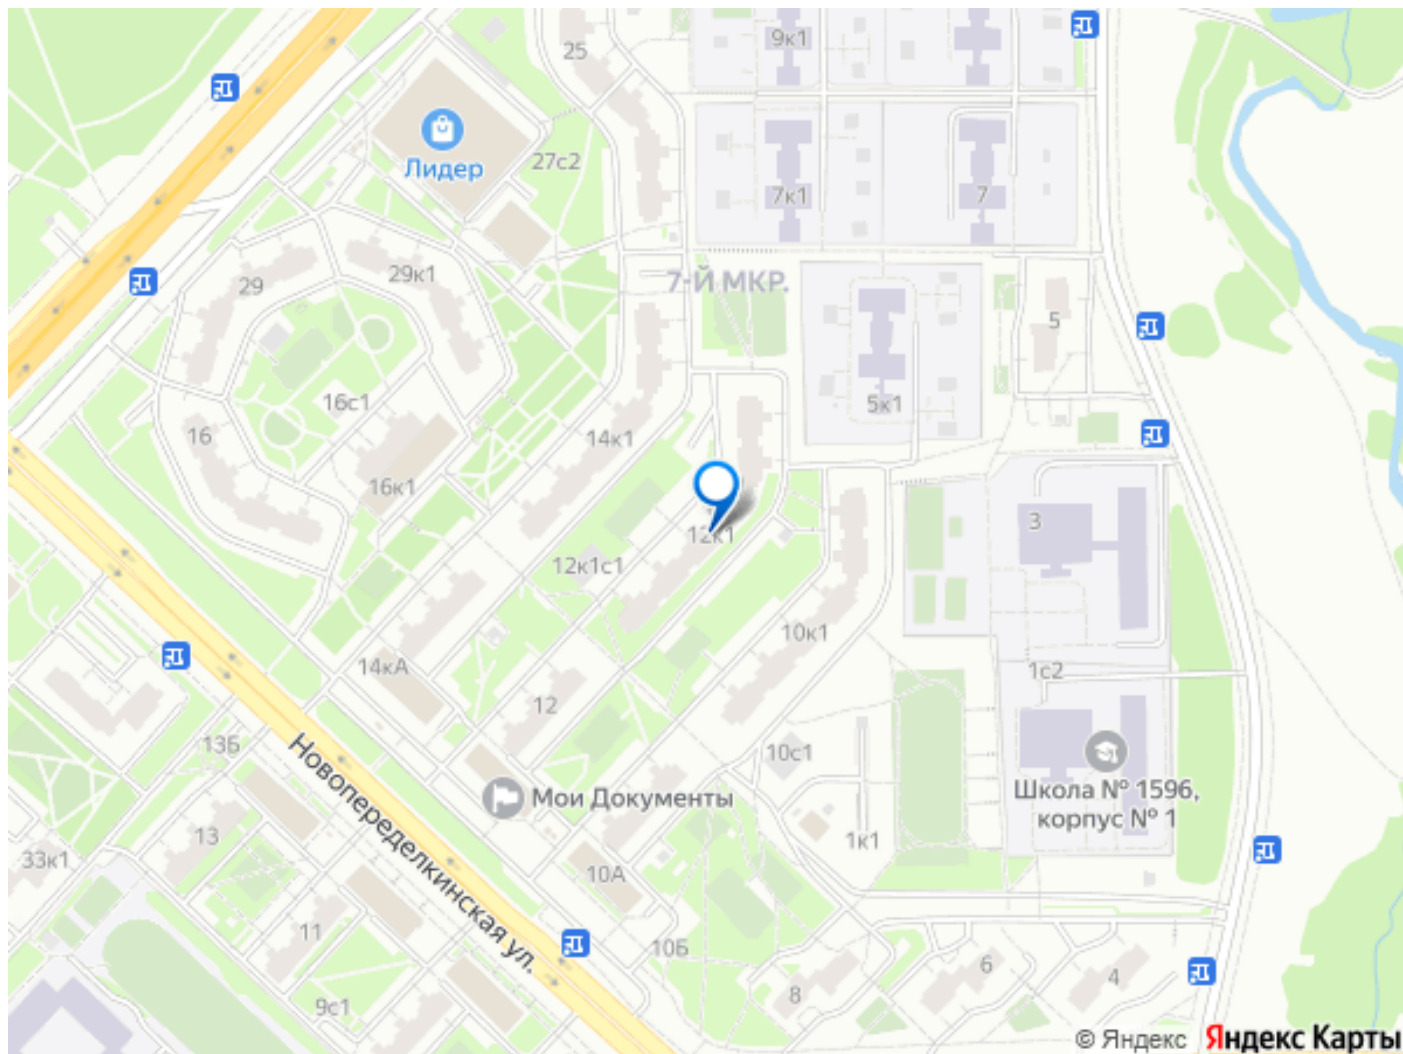 25
9к1
Лидер
27с2
7к1
7
29
29к1
7-Й МКР.
5
16с1
5к1
16
14к1
16к1
3
12к1
12к1с1
10к1
14кА
1с2
12
13Б
10с1
Новопеределкинская ул.
Мои Документы
Школа № 1596,
корпус № 1
13
1к1
33к1
10А
11
10Б
6
4
8
9с1
© Яндекс Яндекс Карты